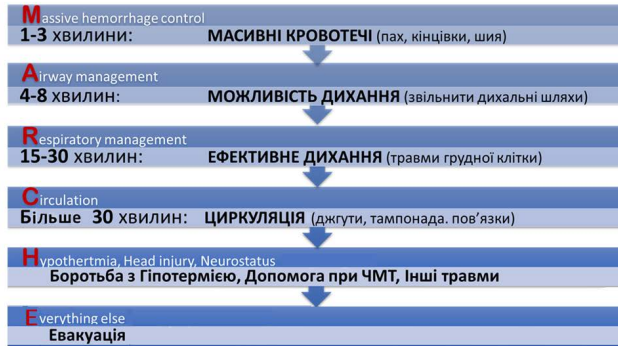 Massive hemorrhage control
1-3 хвилини: МАСИВНІ КРОВОТЕЧІ (пах, кінцівки, шия)
Airway management
4-8 хвилин: МОЖЛИВІСТЬ ДИХАННЯ (звільнити дихальні шляхи)
Respiratory management
15-30 хвилин: ЕФЕКТИВНЕ ДИХАННЯ (травми грудної клітки)
Circulation
Більше 30 хвилин: ЦИРКУЛЯЦІЯ (джгути, тампонада. пов'язки)
Hypothertmia, Head injury, Neurostatus
Боротьба з Гіпотермією, Допомога при ЧМТ, Інші травми
Everything else
Евакуація